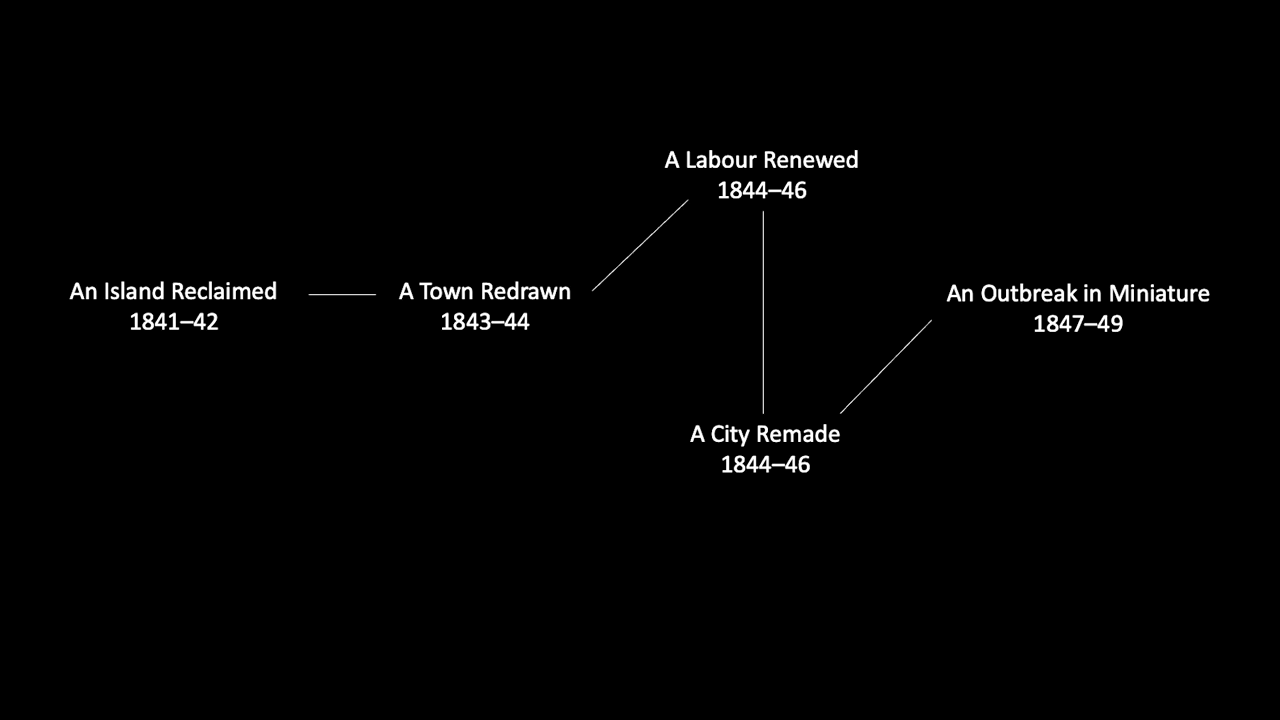 An Island Reclaimed
1841–42
A Town Redrawn
1843–44
A Labour Renewed
1844–46
A City Remade
1844–46
An Outbreak in Miniature
1847–49